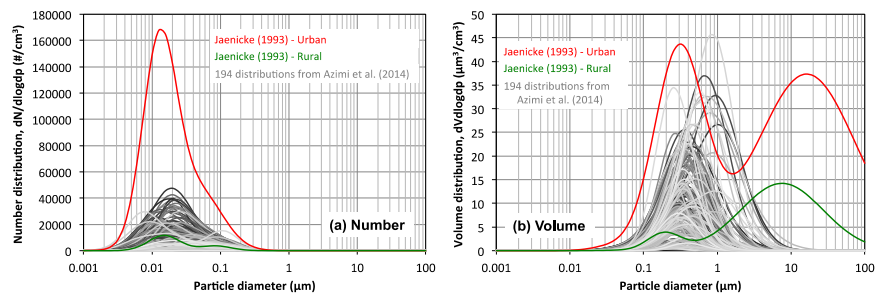 Number distribution, dN/dlogdp (#/cm³)
180000
160000
140000
120000
100000
80000
60000
40000
20000
0
Jaenicke (1993) - Urban
Jaenicke (1993) - Rural
194 distributions from Azimi et al. (2014)
(a) Number
0.001 0.01 0.1 1 10 100
Particle diameter (µm)
Volume distribution, dVdlogdp (µm³/cm³)
50
45
40
35
30
25
20
15
10
5
0
Jaenicke (1993) - Urban
Jaenicke (1993) - Rural
194 distributions from
Azimi et al. (2014)
(b) Volume
0.001 0.01 0.1 1 10 100
Particle diameter (µm)